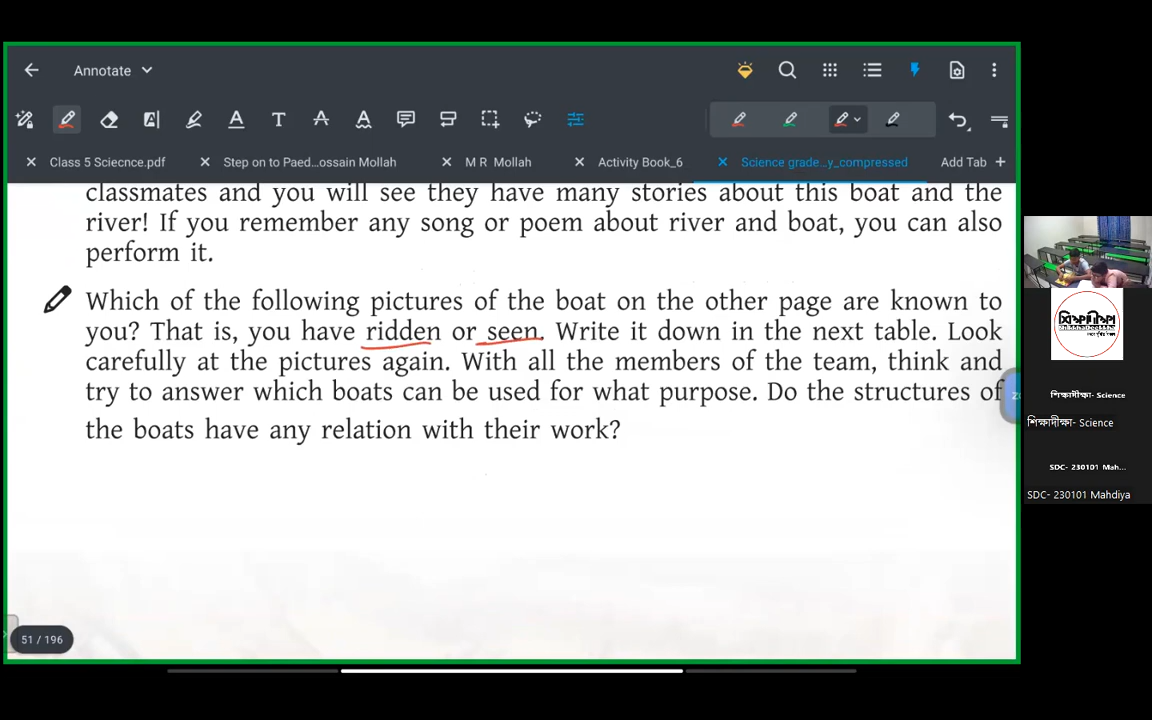 Annotate
Class 5 Sciecnce.pdf
Step on to Paed...ossain Mollah
M R Mollah
Activity Book_6
Science grade...y_compressed
Add Tab
classmates and you will see they have many stories about this boat and the
river! If you remember any song or poem about river and boat, you can also
perform it.
Which of the following pictures of the boat on the other page are known to
you? That is, you have ridden or seen. Write it down in the next table. Look
carefully at the pictures again. With all the members of the team, think and
try to answer which boats can be used for what purpose. Do the structures of
the boats have any relation with their work?
51 / 196
শিক্ষাদীক্ষা- Science
শিক্ষাদীক্ষা- Science
SDC- 230101 Mah...
SDC- 230101 Mahdiya